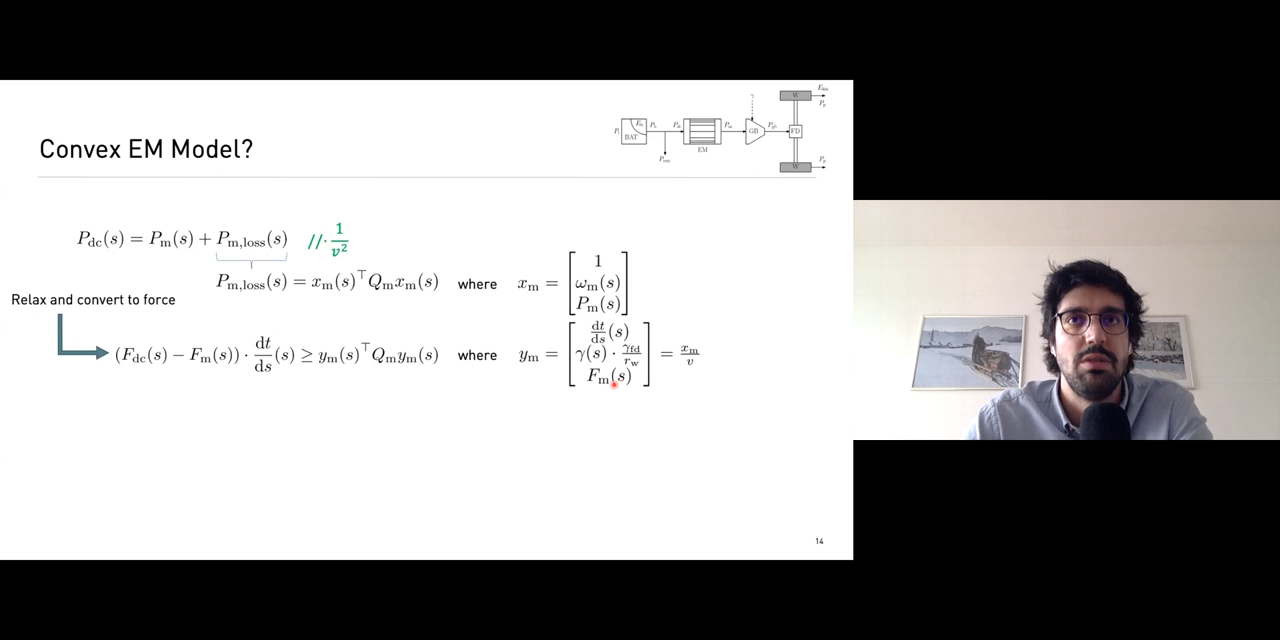 Convex EM Model?
BAT
EM
GB
FD
W
W
P_dc(s) = P_m(s) + P_m,loss(s) //· 1/v²
P_m,loss(s) = x_m(s)^⊤ Q_m x_m(s) where x_m = [1; ω_m(s); P_m(s)]
Relax and convert to force
(F_dc(s) − F_m(s)) · dt/ds(s) ≥ y_m(s)^⊤ Q_m y_m(s) where y_m = [dt/ds(s); γ(s) · γ_fd/r_w; F_m(s)] = x_m/v
14